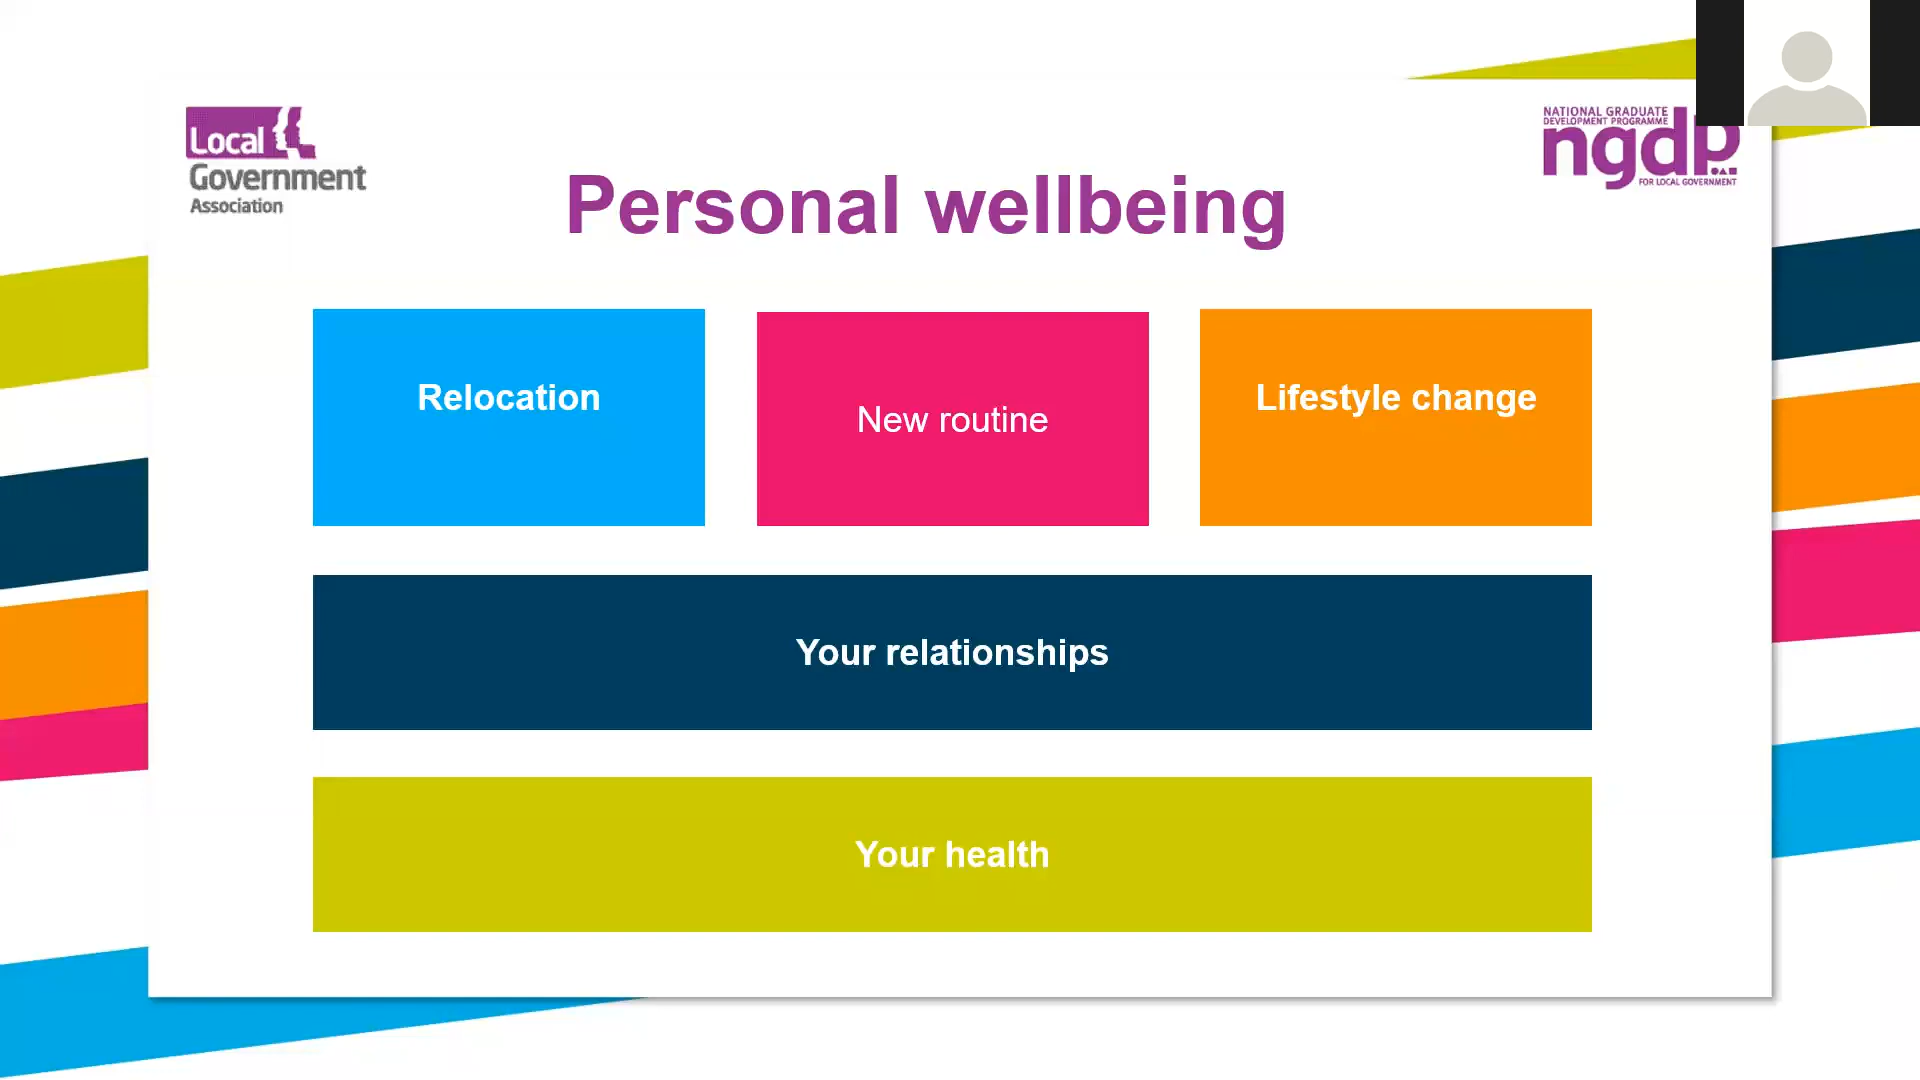 Local
Government
Association
NATIONAL GRADUATE
DEVELOPMENT PROGRAMME
ngdp.
FOR LOCAL GOVERNMENT
Personal wellbeing
Relocation
New routine
Lifestyle change
Your relationships
Your health